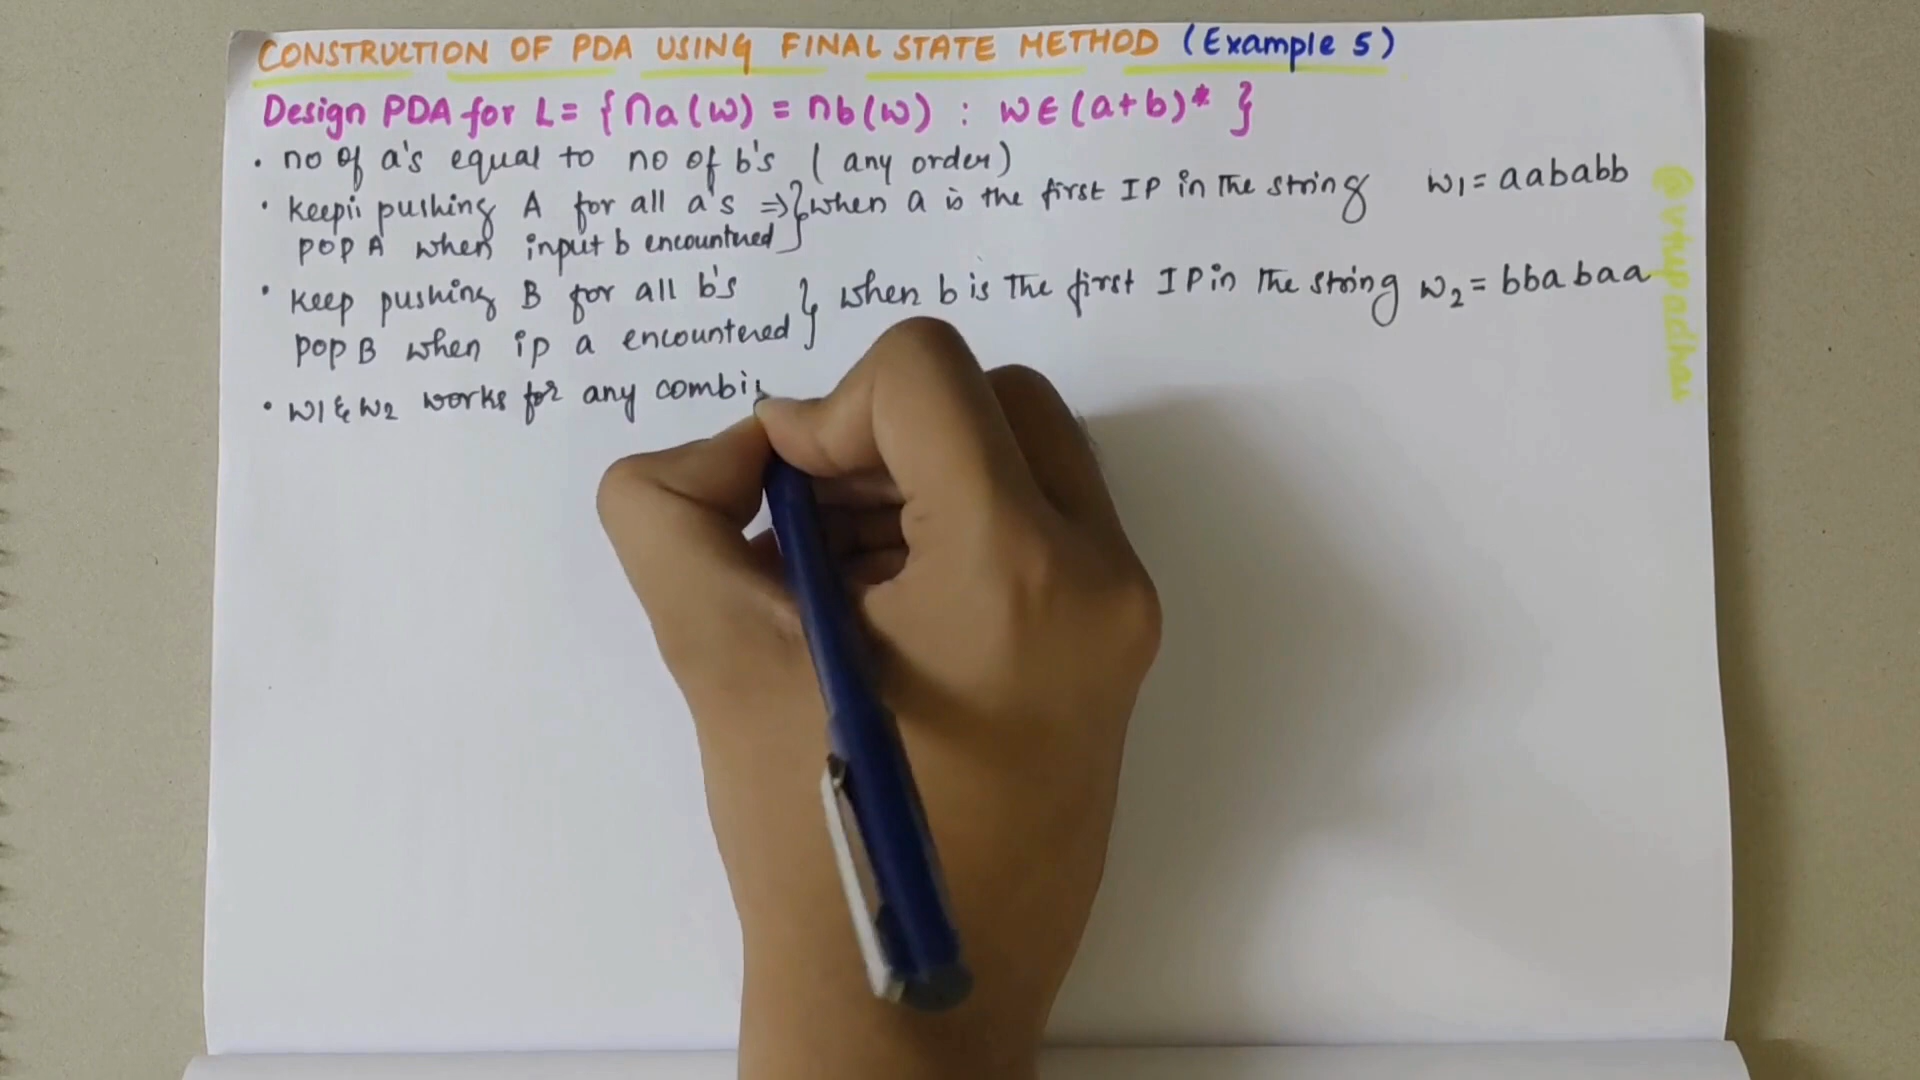 CONSTRUCTION OF PDA USING FINAL STATE METHOD (Example 5)
Design PDA for L= {na(w) = nb(w) : w∈(a+b)* }
• no of a's equal to no of b's ( any order)
• keepii pushing A for all a's ⇒} when a is the first IP in the string w1 = aababb
pop A when input b encountered }
• keep pushing B for all b's } when b is the first IP in the string w2 = bbabaa
pop B when ip a encountered }
• w1 & w2 works for any combi